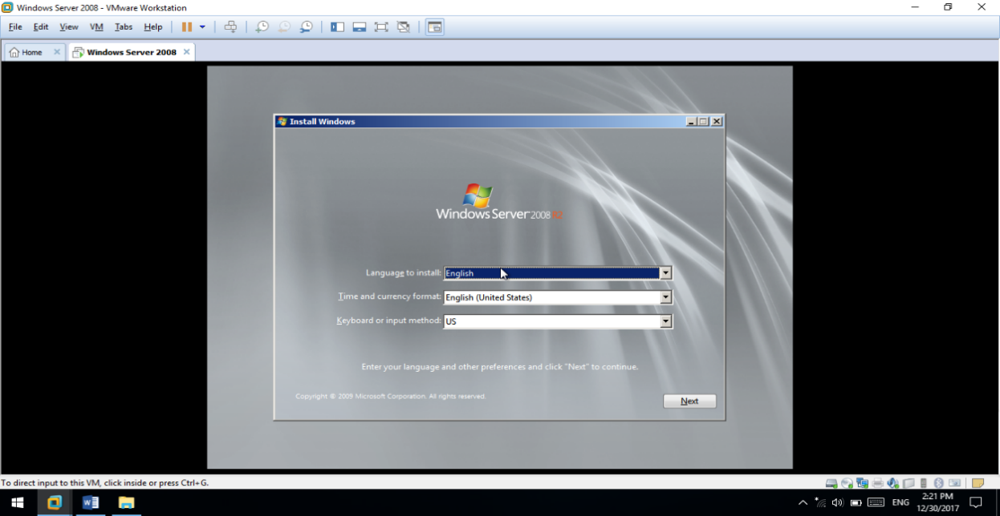 Windows Server 2008 - VMware Workstation
File Edit View VM Tabs Help
Home Windows Server 2008
Install Windows
Windows Server 2008 R2
Language to install: English
Time and currency format: English (United States)
Keyboard or input method: US
Enter your language and other preferences and click "Next" to continue.
Copyright © 2009 Microsoft Corporation. All rights reserved.
Next
To direct input to this VM, click inside or press Ctrl+G.
ENG
2:21 PM
12/30/2017